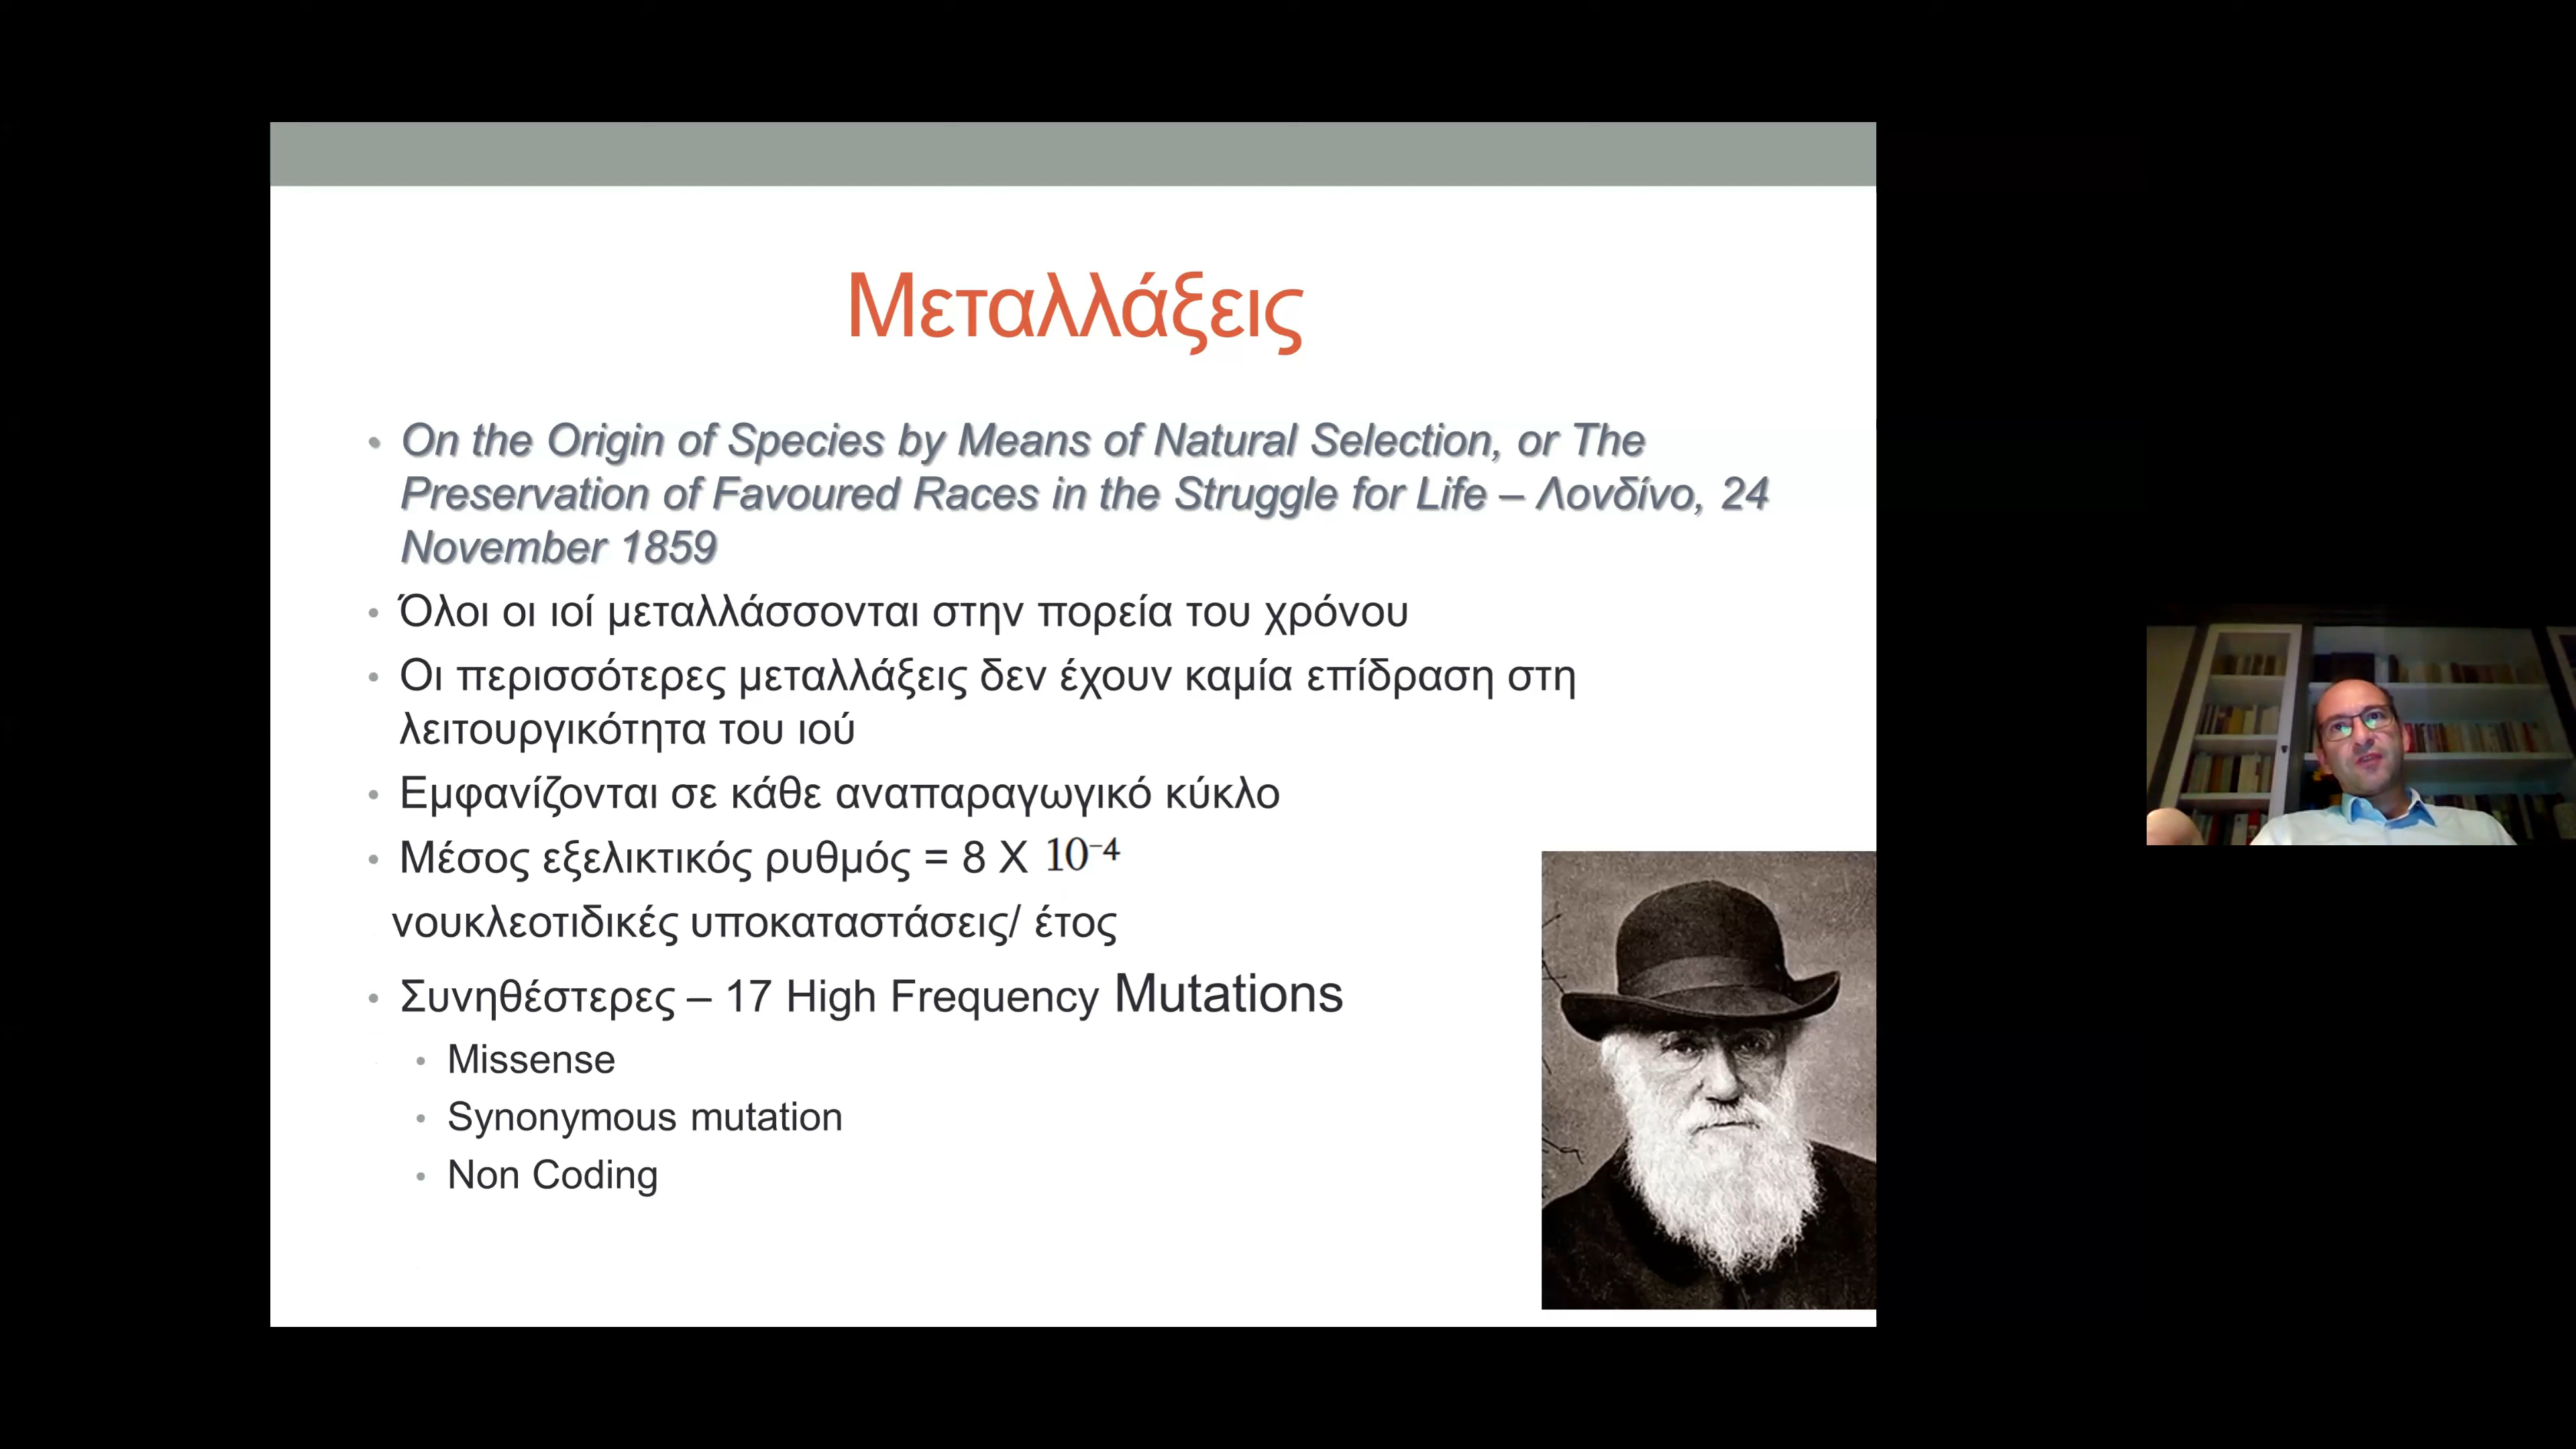 Μεταλλάξεις
• On the Origin of Species by Means of Natural Selection, or The
Preservation of Favoured Races in the Struggle for Life – Λονδίνο, 24
November 1859
• Όλοι οι ιοί μεταλλάσσονται στην πορεία του χρόνου
• Οι περισσότερες μεταλλάξεις δεν έχουν καμία επίδραση στη
λειτουργικότητα του ιού
• Εμφανίζονται σε κάθε αναπαραγωγικό κύκλο
• Μέσος εξελικτικός ρυθμός = 8 X 10⁻⁴
νουκλεοτιδικές υποκαταστάσεις/ έτος
• Συνηθέστερες – 17 High Frequency Mutations
• Missense
• Synonymous mutation
• Non Coding